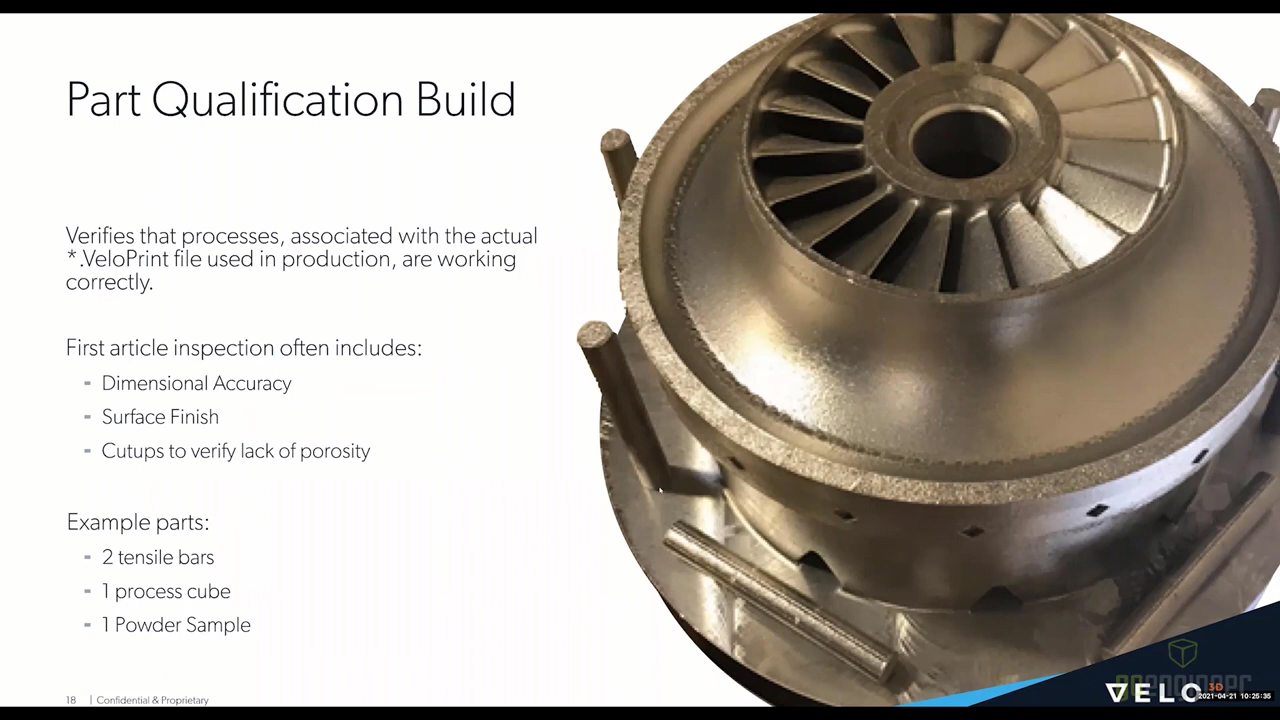 Part Qualification Build
Verifies that processes, associated with the actual
*.VeloPrint file used in production, are working
correctly.
First article inspection often includes:
- Dimensional Accuracy
- Surface Finish
- Cutups to verify lack of porosity
Example parts:
- 2 tensile bars
- 1 process cube
- 1 Powder Sample
18 | Confidential & Proprietary
VELO 3D
2021-04-21 10:25:35